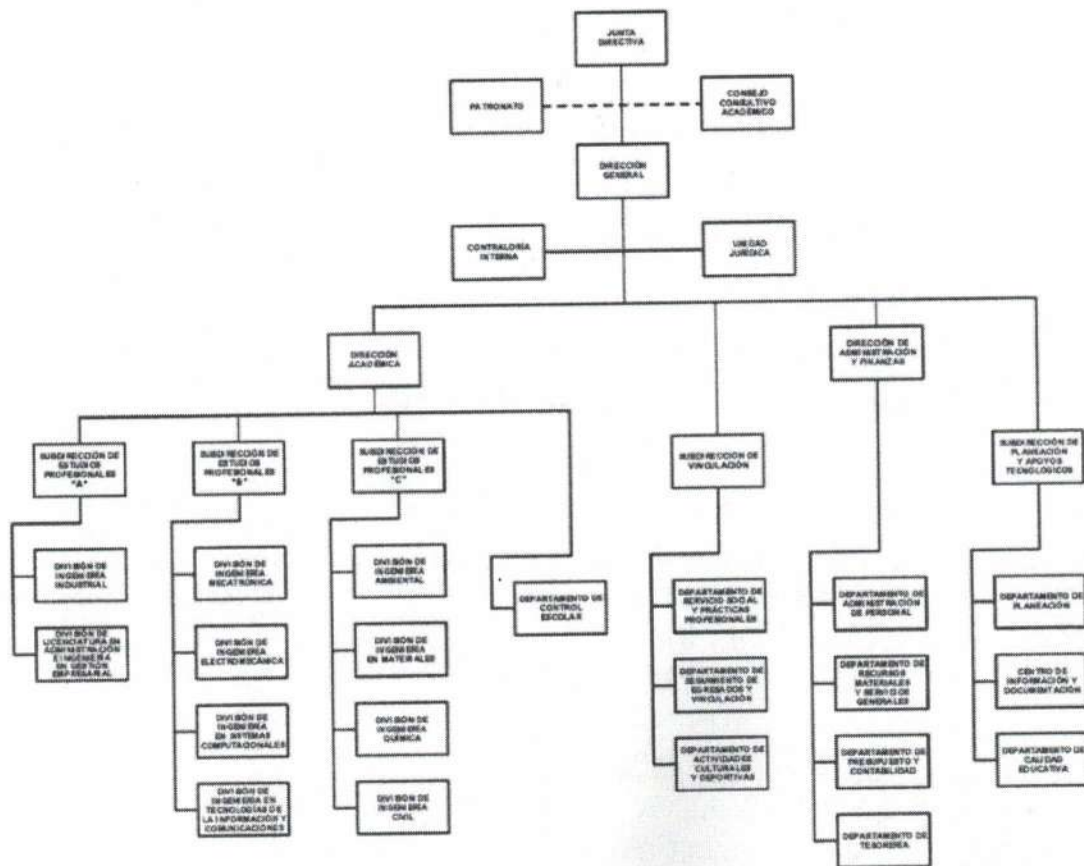 JUNTA
DIRECTIVA
PATRONATO
CONSEJO
CONSULTIVO
ACADÉMICO
DIRECCIÓN
GENERAL
CONTRALORÍA
INTERNA
UNIDAD
JURÍDICA
DIRECCIÓN
ACADÉMICA
DIRECCIÓN DE
ADMINISTRACIÓN
Y FINANZAS
SUBDIRECCIÓN DE
ESTUDIOS
PROFESIONALES
"A"
SUBDIRECCIÓN DE
ESTUDIOS
PROFESIONALES
"B"
SUBDIRECCIÓN DE
ESTUDIOS
PROFESIONALES
"C"
SUBDIRECCIÓN DE
VINCULACIÓN
SUBDIRECCIÓN DE
PLANEACIÓN
Y APOYOS
TECNOLÓGICOS
DIVISIÓN DE
INGENIERÍA
INDUSTRIAL
DIVISIÓN DE
LICENCIATURA EN
ADMINISTRACIÓN
E INGENIERÍA
EN GESTIÓN
EMPRESARIAL
DIVISIÓN DE
INGENIERÍA
MECATRÓNICA
DIVISIÓN DE
INGENIERÍA
ELECTROMECÁNICA
DIVISIÓN DE
INGENIERÍA
EN SISTEMAS
COMPUTACIONALES
DIVISIÓN DE
INGENIERÍA EN
TECNOLOGÍAS DE
LA INFORMACIÓN Y
COMUNICACIONES
DIVISIÓN DE
INGENIERÍA
AMBIENTAL
DIVISIÓN DE
INGENIERÍA
EN MATERIALES
DIVISIÓN DE
INGENIERÍA
QUÍMICA
DIVISIÓN DE
INGENIERÍA
CIVIL
DEPARTAMENTO DE
CONTROL
ESCOLAR
DEPARTAMENTO DE
SERVICIO SOCIAL
Y PRÁCTICAS
PROFESIONALES
DEPARTAMENTO DE
SEGUIMIENTO DE
EGRESADOS Y
VINCULACIÓN
DEPARTAMENTO DE
ACTIVIDADES
CULTURALES
Y DEPORTIVAS
DEPARTAMENTO DE
ADMINISTRACIÓN
DE PERSONAL
DEPARTAMENTO DE
RECURSOS
MATERIALES
Y SERVICIOS
GENERALES
DEPARTAMENTO DE
PRESUPUESTO Y
CONTABILIDAD
DEPARTAMENTO DE
TESORERÍA
DEPARTAMENTO DE
PLANEACIÓN
CENTRO DE
INFORMACIÓN Y
DOCUMENTACIÓN
DEPARTAMENTO DE
CALIDAD
EDUCATIVA